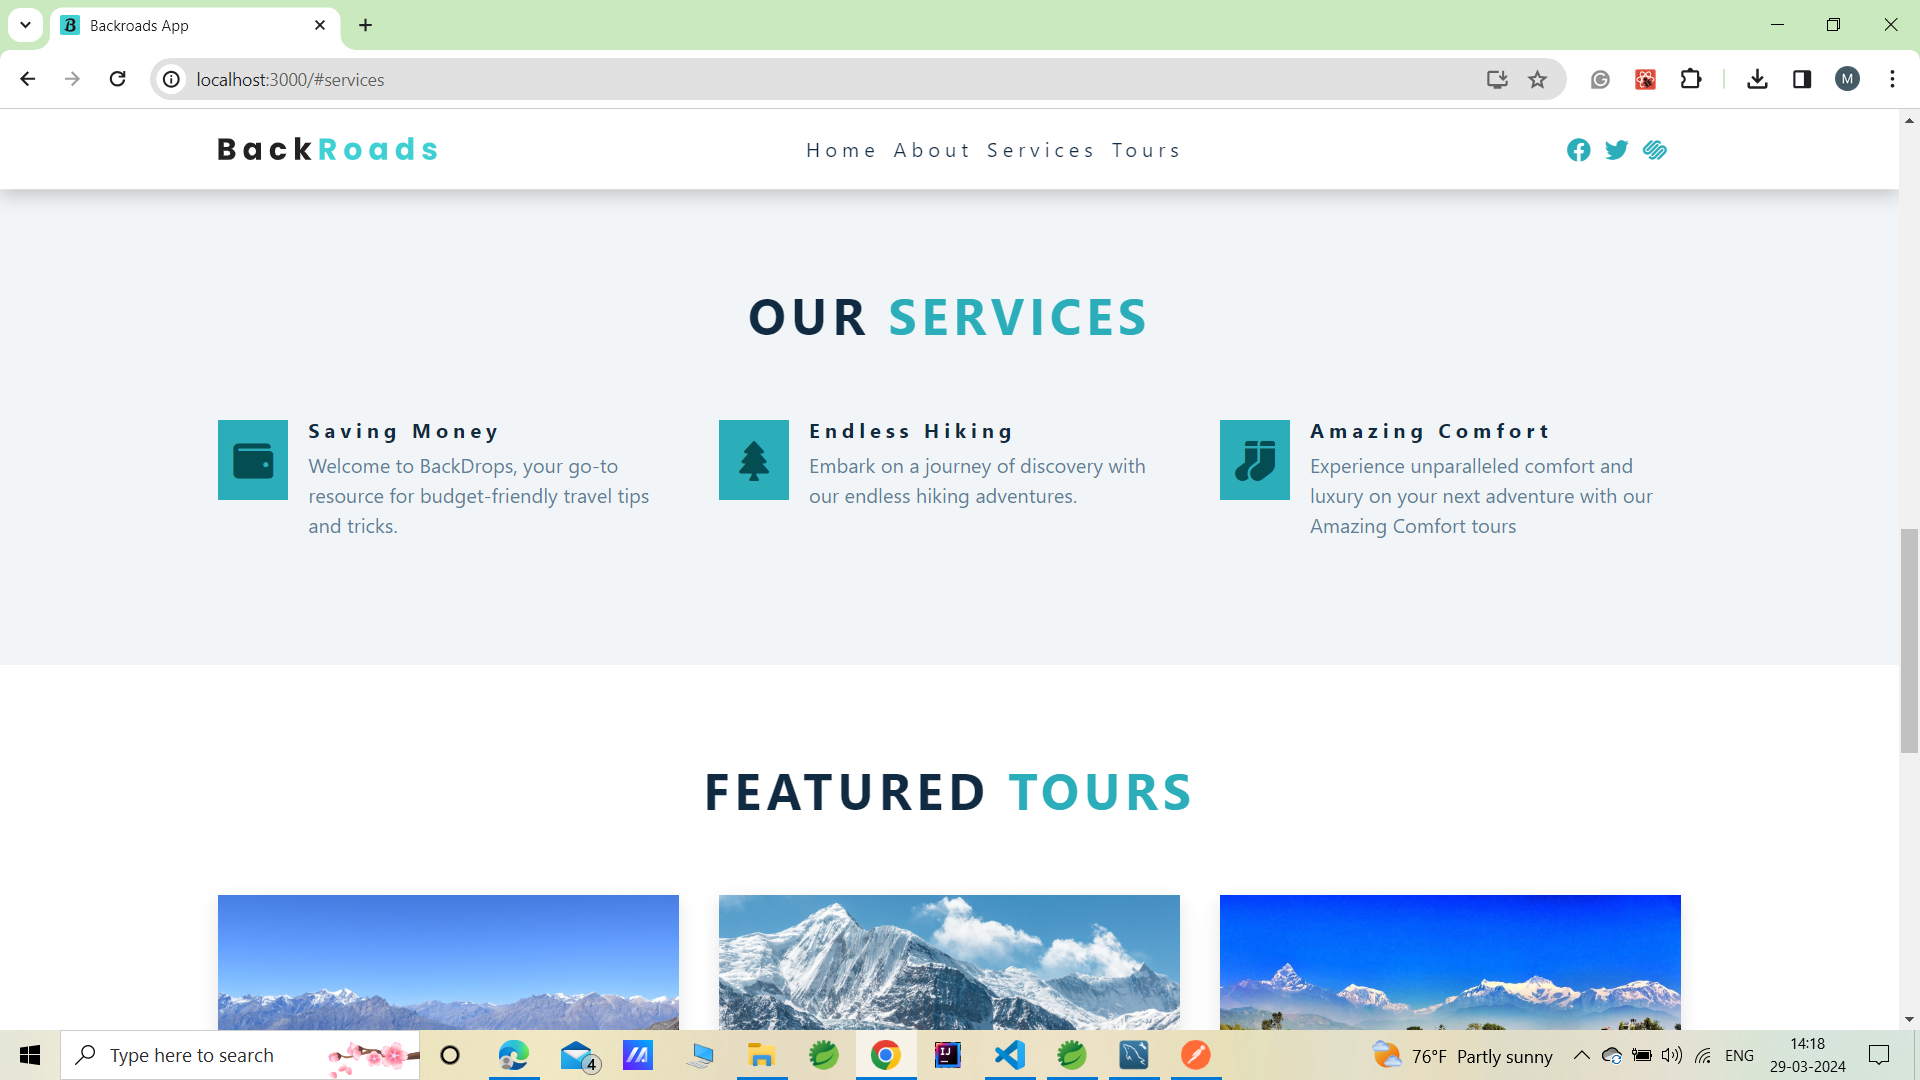 Backroads App
localhost:3000/#services
M
BackRoads
Home About Services Tours
OUR SERVICES
Saving Money
Welcome to BackDrops, your go-to
resource for budget-friendly travel tips
and tricks.
Endless Hiking
Embark on a journey of discovery with
our endless hiking adventures.
Amazing Comfort
Experience unparalleled comfort and
luxury on your next adventure with our
Amazing Comfort tours
FEATURED TOURS
Type here to search
4
IJ
76°F Partly sunny
ENG
14:18
29-03-2024